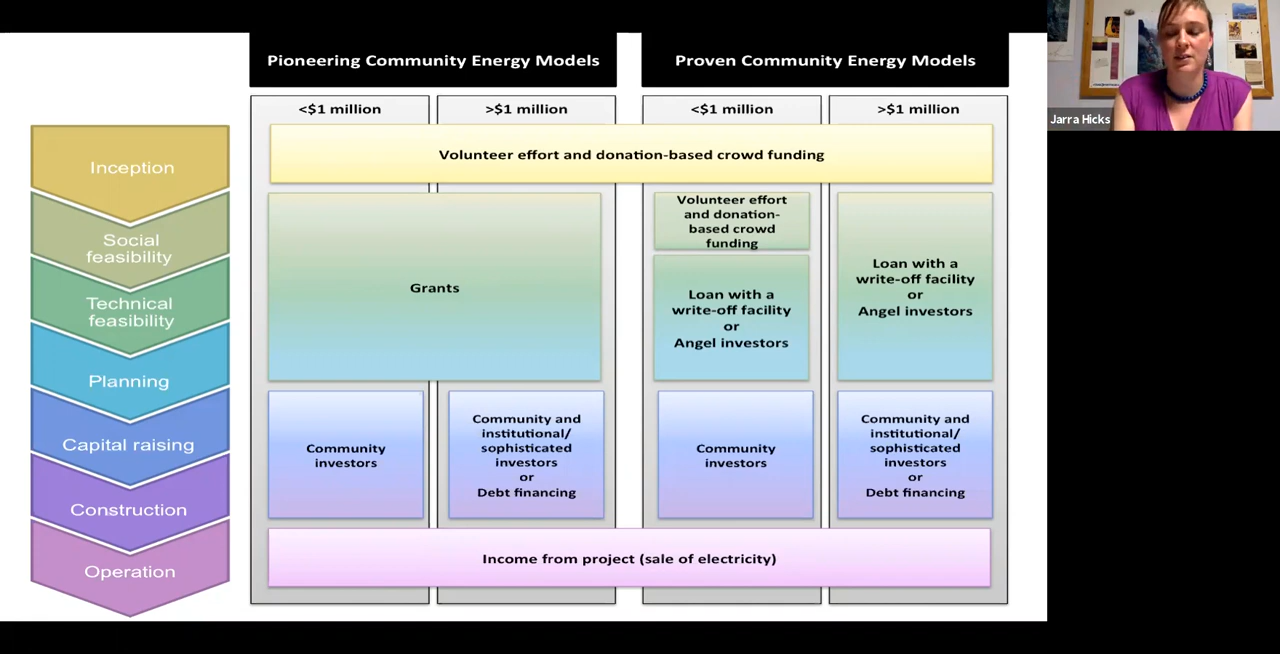 Pioneering Community Energy Models
Proven Community Energy Models
<$1 million
>$1 million
<$1 million
>$1 million
Jarra Hicks
Inception
Social
feasibility
Technical
feasibility
Planning
Capital raising
Construction
Operation
Volunteer effort and donation-based crowd funding
Grants
Volunteer effort
and donation-
based crowd
funding
Loan with a
write-off facility
or
Angel investors
Loan with a
write-off facility
or
Angel investors
Community
investors
Community and
institutional/
sophisticated
investors
or
Debt financing
Community
investors
Community and
institutional/
sophisticated
investors
or
Debt financing
Income from project (sale of electricity)